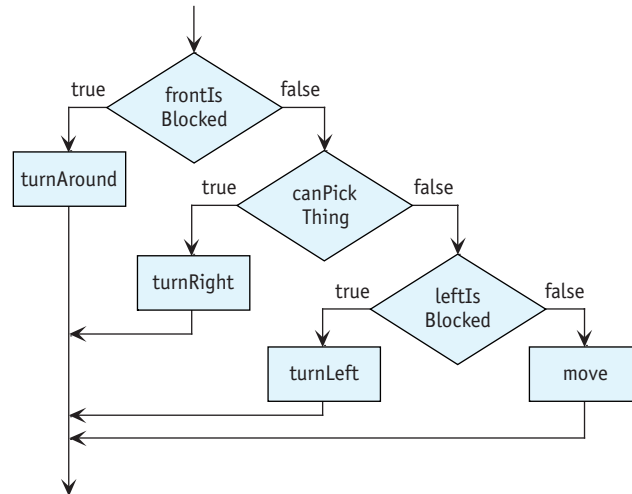 true
frontIs
Blocked
false
turnAround
true
canPick
Thing
false
turnRight
true
leftIs
Blocked
false
turnLeft
move